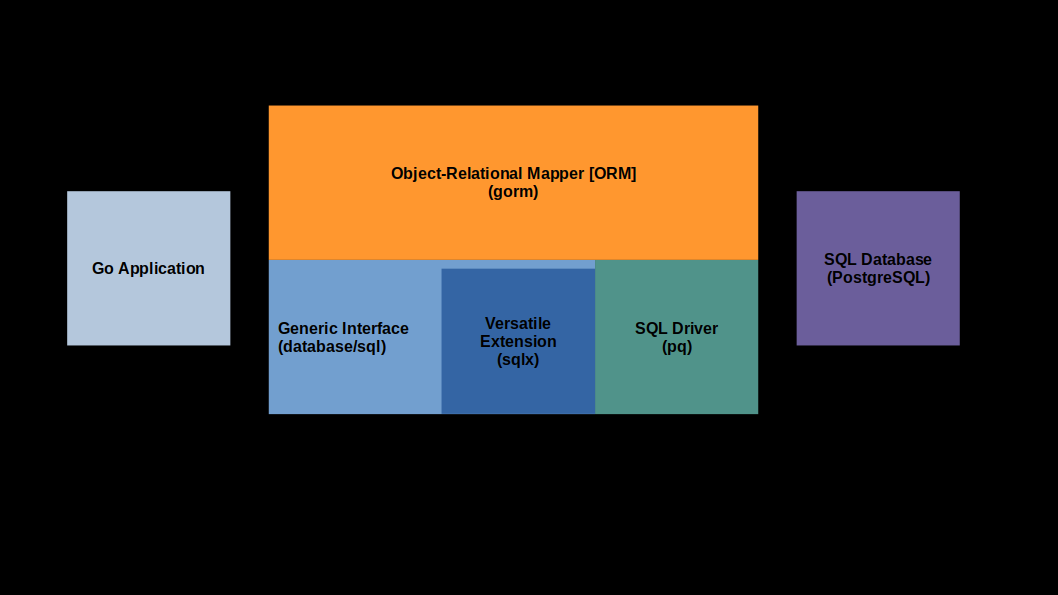 Object-Relational Mapper [ORM]
(gorm)
Go Application
Generic Interface
(database/sql)
Versatile
Extension
(sqlx)
SQL Driver
(pq)
SQL Database
(PostgreSQL)